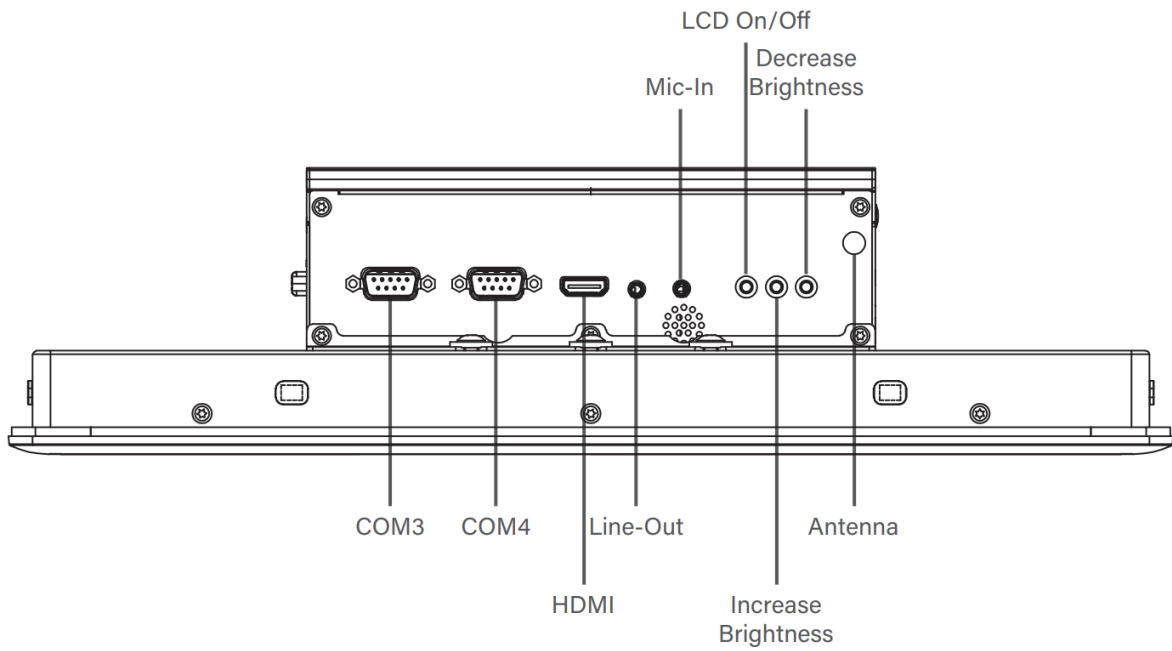 LCD On/Off
Decrease
Brightness
Mic-In
COM3
COM4
Line-Out
Antenna
HDMI
Increase
Brightness